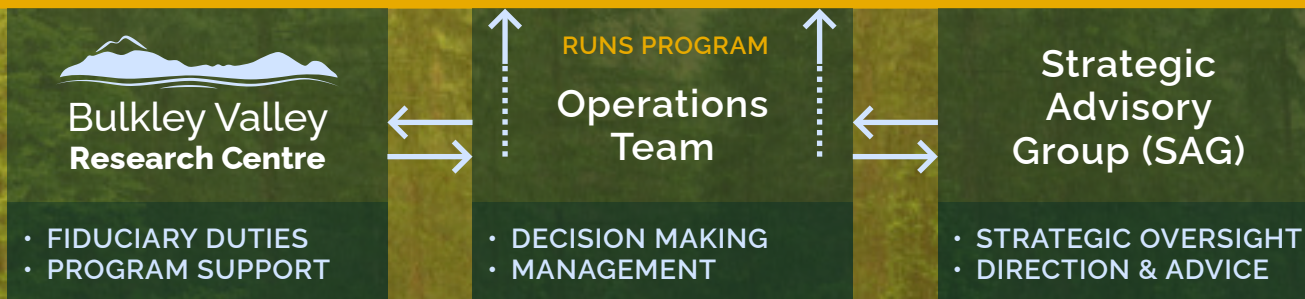 Bulkley Valley
Research Centre
• FIDUCIARY DUTIES
• PROGRAM SUPPORT
RUNS PROGRAM
Operations
Team
• DECISION MAKING
• MANAGEMENT
Strategic
Advisory
Group (SAG)
• STRATEGIC OVERSIGHT
• DIRECTION & ADVICE